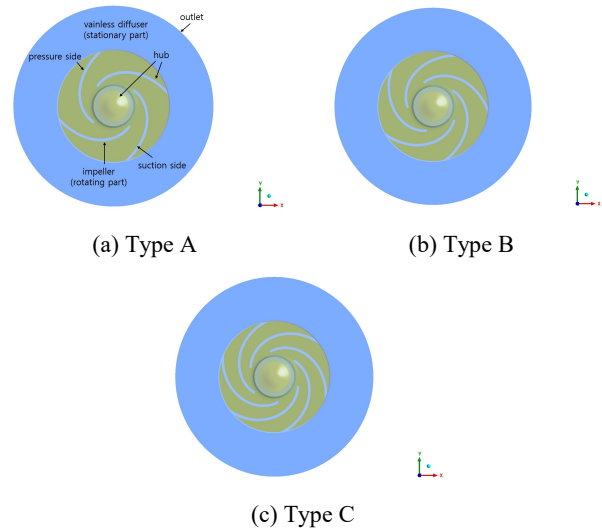 outlet
vainless diffuser
(stationary part)
pressure side
hub
suction side
impeller
(rotating part)
Y
X
(a) Type A
Y
X
(b) Type B
Y
X
(c) Type C